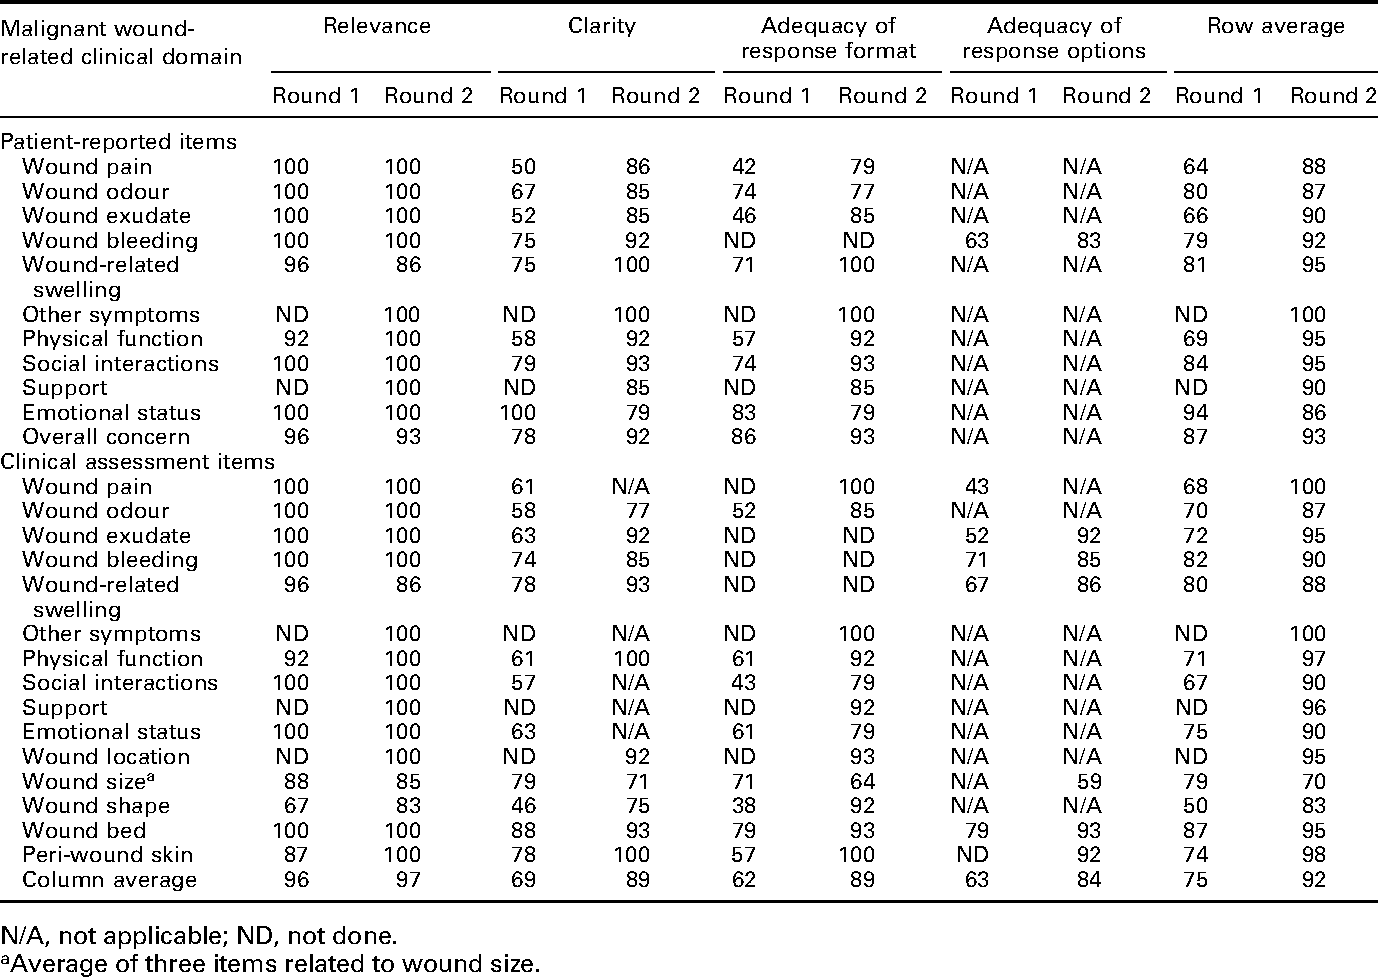 Malignant wound-related clinical domain Relevance Clarity Adequacy of response format Adequacy of response options Row average
Round 1 Round 2 Round 1 Round 2 Round 1 Round 2 Round 1 Round 2 Round 1 Round 2
Patient-reported items
Wound pain 100 100 50 86 42 79 N/A N/A 64 88
Wound odour 100 100 67 85 74 77 N/A N/A 80 87
Wound exudate 100 100 52 85 46 85 N/A N/A 66 90
Wound bleeding 100 100 75 92 ND ND 63 83 79 92
Wound-related 96 86 75 100 71 100 N/A N/A 81 95
swelling
Other symptoms ND 100 ND 100 ND 100 N/A N/A ND 100
Physical function 92 100 58 92 57 92 N/A N/A 69 95
Social interactions 100 100 79 93 74 93 N/A N/A 84 95
Support ND 100 ND 85 ND 85 N/A N/A ND 90
Emotional status 100 100 100 79 83 79 N/A N/A 94 86
Overall concern 96 93 78 92 86 93 N/A N/A 87 93
Clinical assessment items
Wound pain 100 100 61 N/A ND 100 43 N/A 68 100
Wound odour 100 100 58 77 52 85 N/A N/A 70 87
Wound exudate 100 100 63 92 ND ND 52 92 72 95
Wound bleeding 100 100 74 85 ND ND 71 85 82 90
Wound-related 96 86 78 93 ND ND 67 86 80 88
swelling
Other symptoms ND 100 ND N/A ND 100 N/A N/A ND 100
Physical function 92 100 61 100 61 92 N/A N/A 71 97
Social interactions 100 100 57 N/A 43 79 N/A N/A 67 90
Support ND 100 ND N/A ND 92 N/A N/A ND 96
Emotional status 100 100 63 N/A 61 79 N/A N/A 75 90
Wound location ND 100 ND 92 ND 93 N/A N/A ND 95
Wound sizeᵃ 88 85 79 71 71 64 N/A 59 79 70
Wound shape 67 83 46 75 38 92 N/A N/A 50 83
Wound bed 100 100 88 93 79 93 79 93 87 95
Peri-wound skin 87 100 78 100 57 100 ND 92 74 98
Column average 96 97 69 89 62 89 63 84 75 92
N/A, not applicable; ND, not done.
ᵃAverage of three items related to wound size.